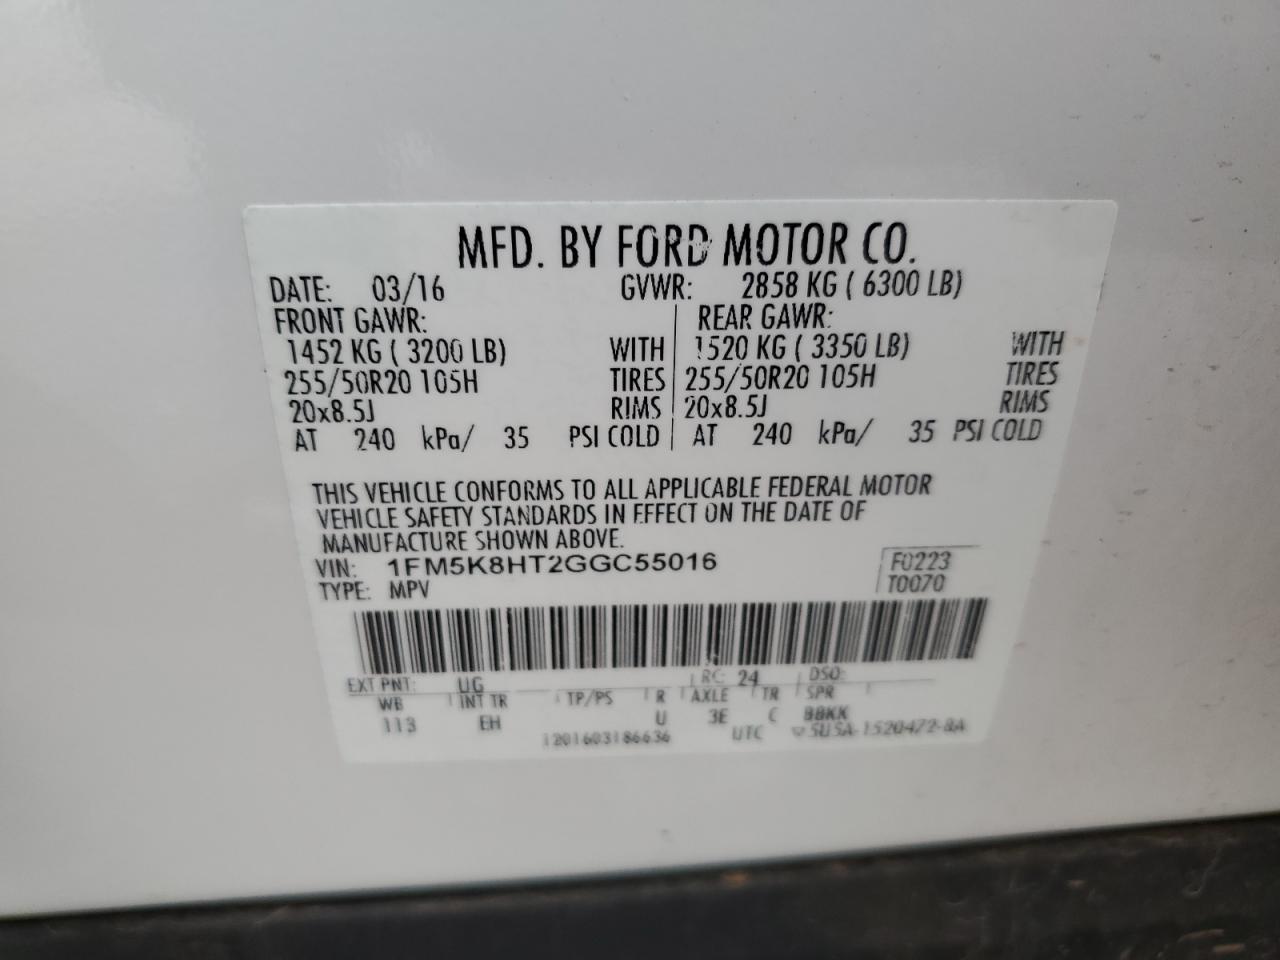 MFD. BY FORD MOTOR CO.
DATE: 03/16 GVWR: 2858 KG ( 6300 LB)
FRONT GAWR: REAR GAWR:
1452 KG ( 3200 LB) WITH 1520 KG ( 3350 LB) WITH
255/50R20 105H TIRES 255/50R20 105H TIRES
20x8.5J RIMS 20x8.5J RIMS
AT 240 kPa/ 35 PSI COLD AT 240 kPa/ 35 PSI COLD
THIS VEHICLE CONFORMS TO ALL APPLICABLE FEDERAL MOTOR
VEHICLE SAFETY STANDARDS IN EFFECT ON THE DATE OF
MANUFACTURE SHOWN ABOVE.
VIN: 1FM5K8HT2GGC55016 F0223
TYPE: MPV T0070
EXT PNT: UG RC: 24 DSO:
WB INT TR TP/PS R AXLE TR SPR
113 EH U 3E C BBKK
1201603186636 UTC 5USA-1520472-BA